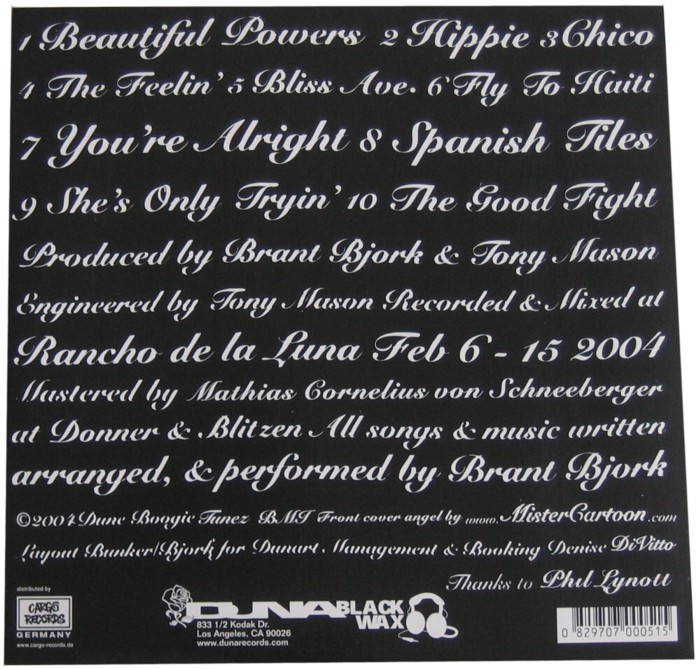 1 Beautiful Powers 2 Hippie 3 Chico
4 The Feelin' 5 Bliss Ave. 6 Fly To Haiti
7 You're Alright 8 Spanish Tiles
9 She's Only Tryin' 10 The Good Fight
Produced by Brant Bjork & Tony Mason
Engineered by Tony Mason Recorded & Mixed at
Rancho de la Luna Feb 6 - 15 2004
Mastered by Mathias Cornelius von Schneeberger
at Donner & Blitzen All songs & music written
arranged, & performed by Brant Bjork
©2004 Dune Boogie Tunez BMI Front cover angel by www.MisterCartoon.com
Layout Bunker/Bjork for Dunart Management & Booking Denise DiVitto
Thanks to Phil Lynott
distributed by
CARGO
RECORDS
GERMANY
www.cargo-records.de
DUNA BLACK
WAX
833 1/2 Kodak Dr.
Los Angeles, CA 90026
www.dunarecords.com
0 829707 000515